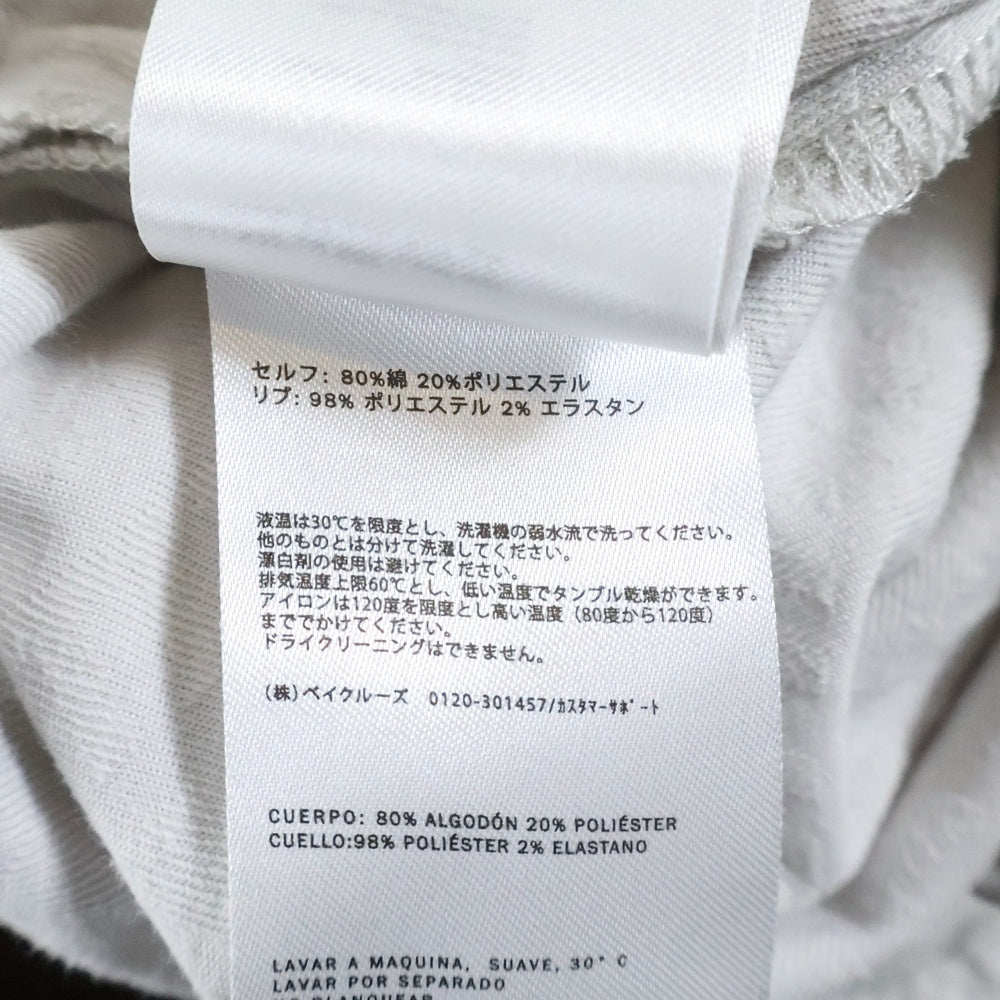 セルフ: 80%綿 20%ポリエステル
リブ: 98% ポリエステル 2% エラスタン
液温は30℃を限度とし、洗濯機の弱水流で洗ってください。
他のものとは分けて洗濯してください。
漂白剤の使用は避けてください。
排気温度上限60℃とし、低い温度でタンブル乾燥ができます。
アイロンは120度を限度とし高い温度（80度から120度）
まででかけてください。
ドライクリーニングはできません。
(株)ベイクルーズ 0120-301457/ｶｽﾀﾏｰｻﾎﾟｰﾄ
CUERPO: 80% ALGODÓN 20% POLIÉSTER
CUELLO:98% POLIÉSTER 2% ELASTANO
LAVAR A MAQUINA, SUAVE, 30° C
LAVAR POR SEPARADO
NO BLANQUEAR